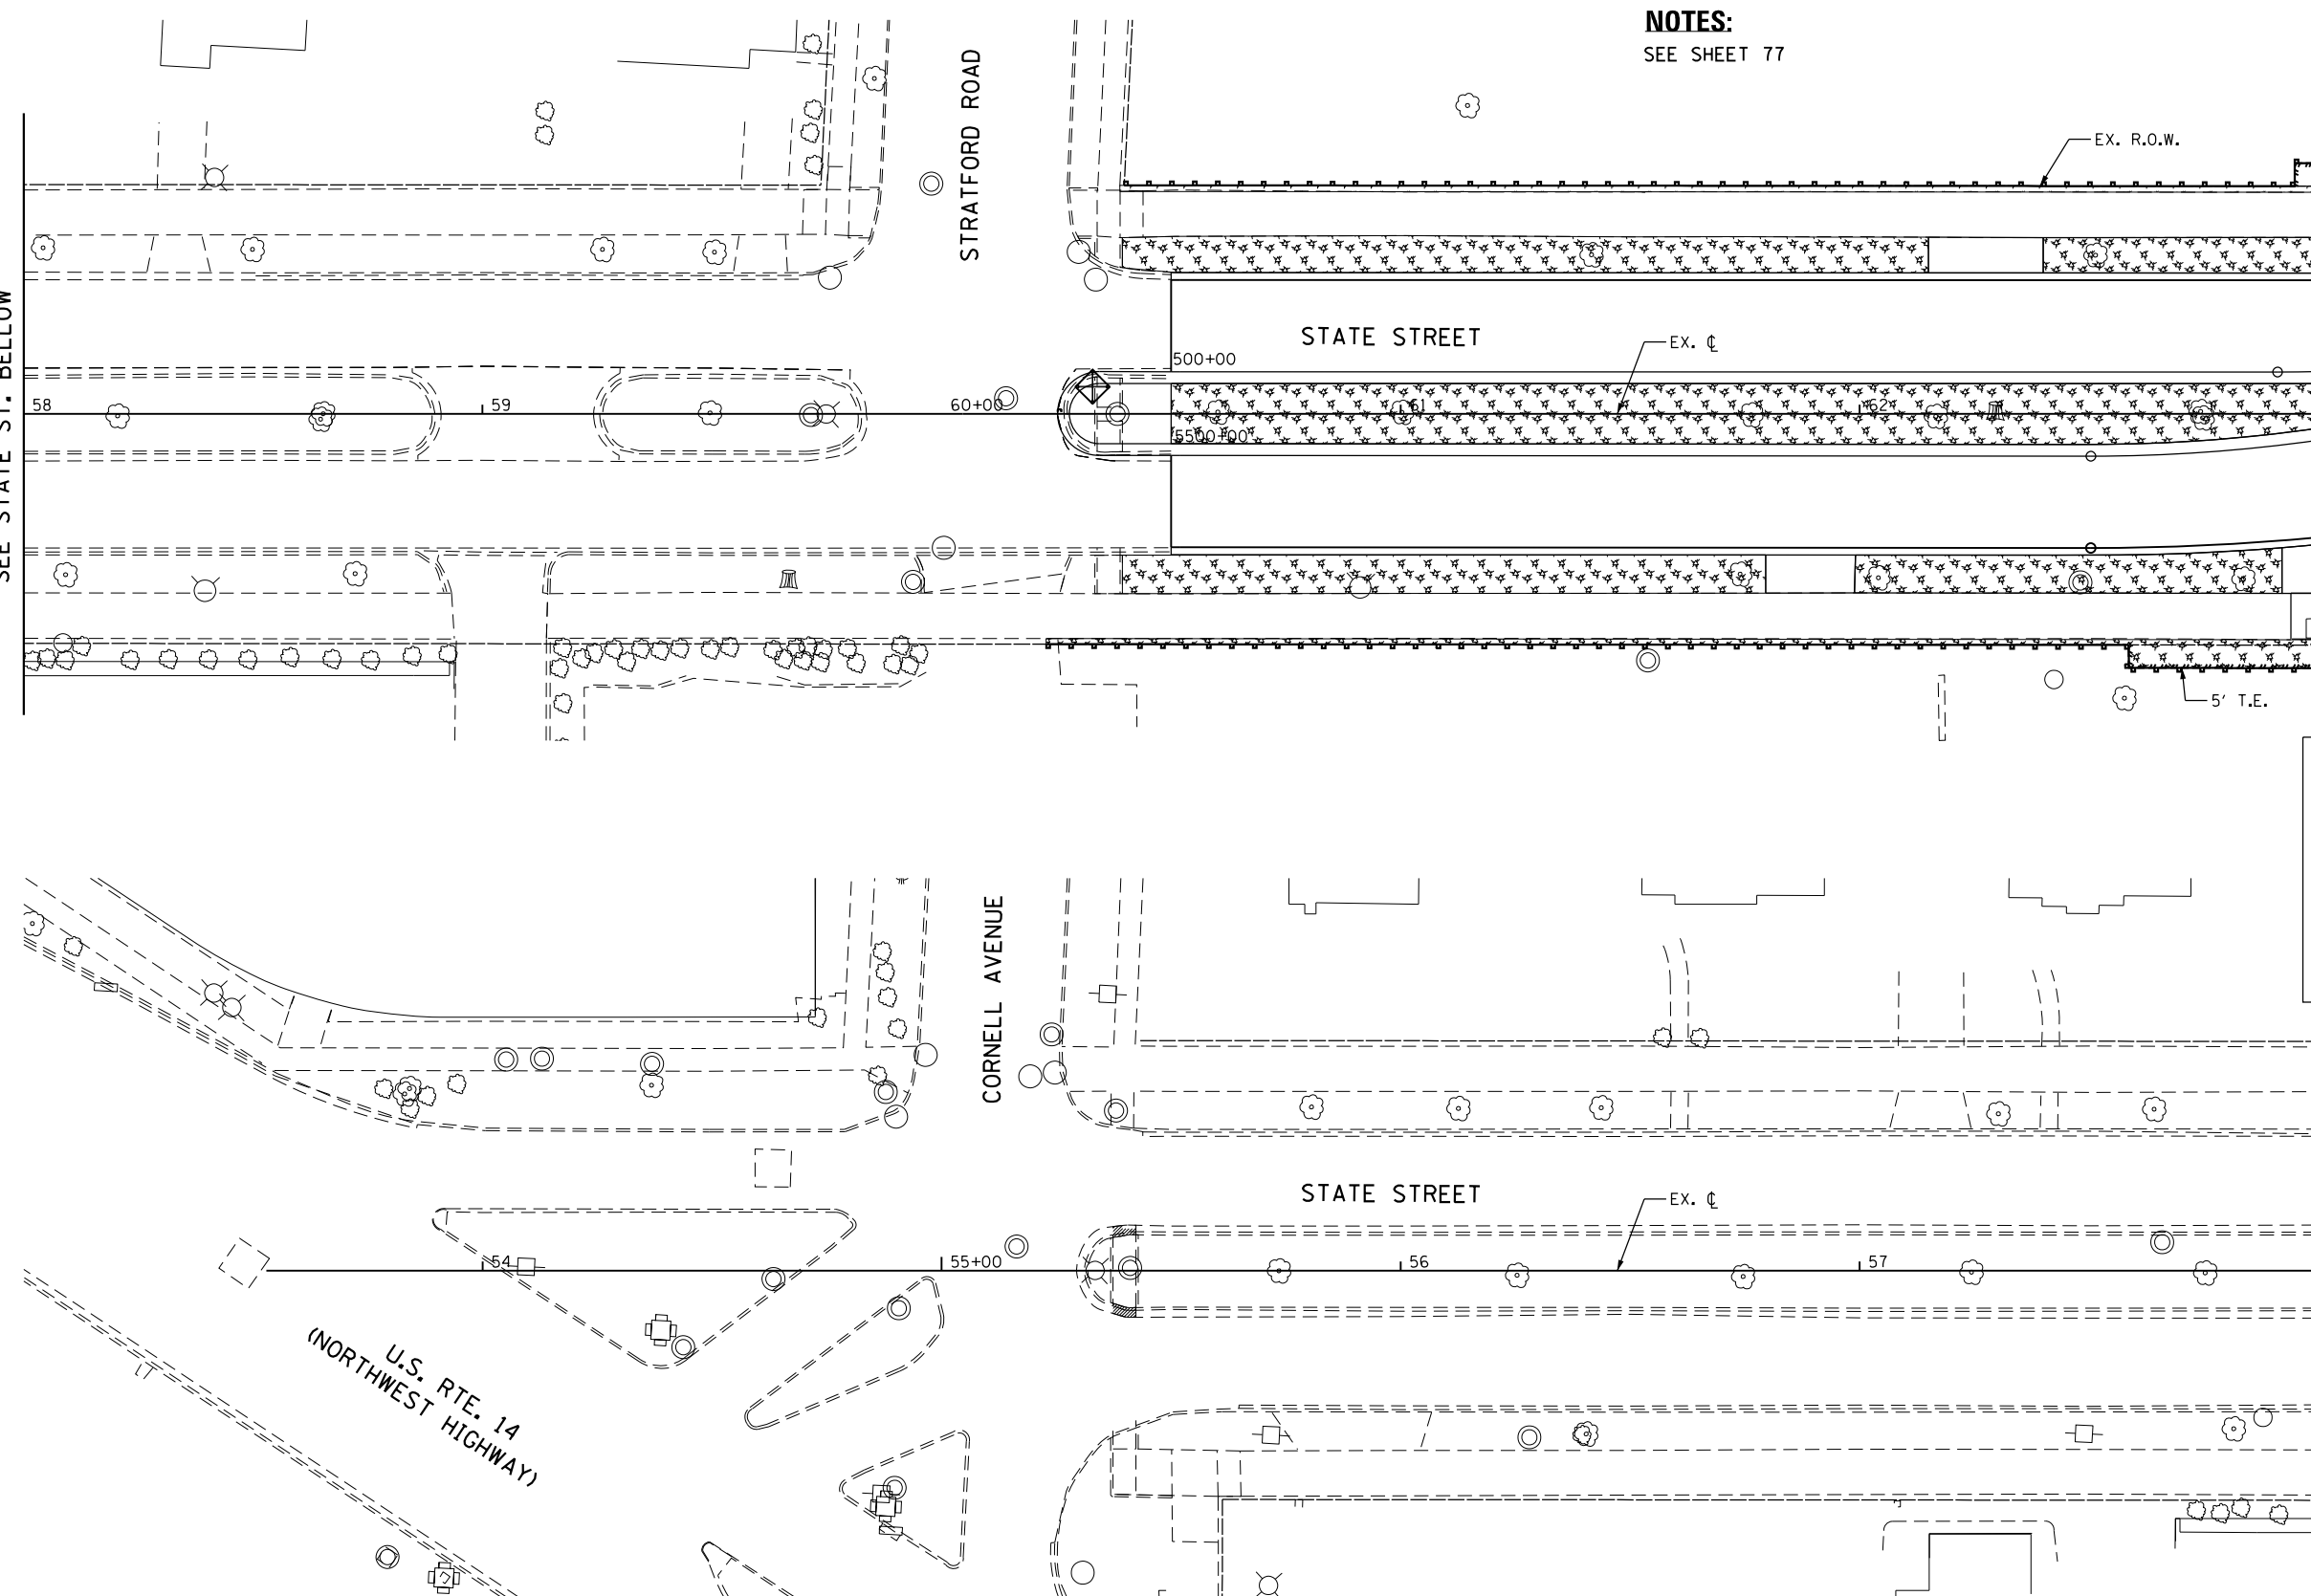 NOTES:
SEE SHEET 77
STRATFORD ROAD
EX. R.O.W.
SEE STATE ST. BELLOW
STATE STREET
EX. ℄
500+00
58
59
60+00
61
62
5500+00
5' T.E.
CORNELL AVENUE
STATE STREET
EX. ℄
54
55+00
56
57
U.S. RTE. 14
(NORTHWEST HIGHWAY)